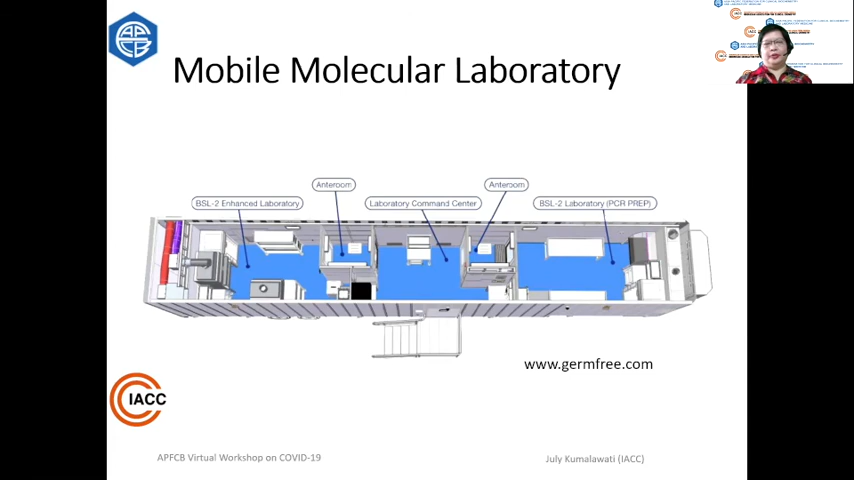 APFCB
Mobile Molecular Laboratory
Anteroom
Anteroom
BSL-2 Enhanced Laboratory
Laboratory Command Center
BSL-2 Laboratory (PCR PREP)
www.germfree.com
IACC
APFCB Virtual Workshop on COVID-19
July Kumalawati (IACC)